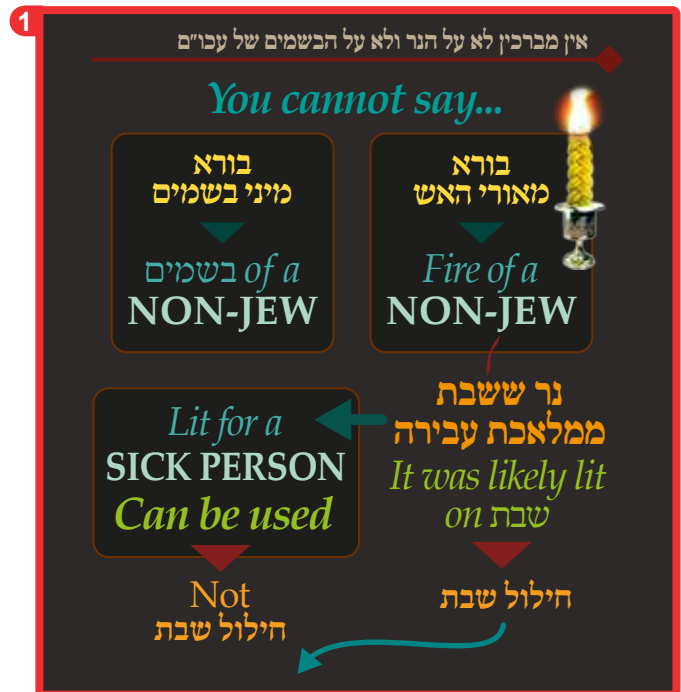 1
אין מברכין לא על הנר ולא על הבשמים של עכו״ם
You cannot say...
בורא
מאורי האש
Fire of a
NON-JEW
בורא
מיני בשמים
בשמים of a
NON-JEW
נר ששבת
ממלאכת עבירה
It was likely lit
on שבת
חילול שבת
Lit for a
SICK PERSON
Can be used
Not
חילול שבת